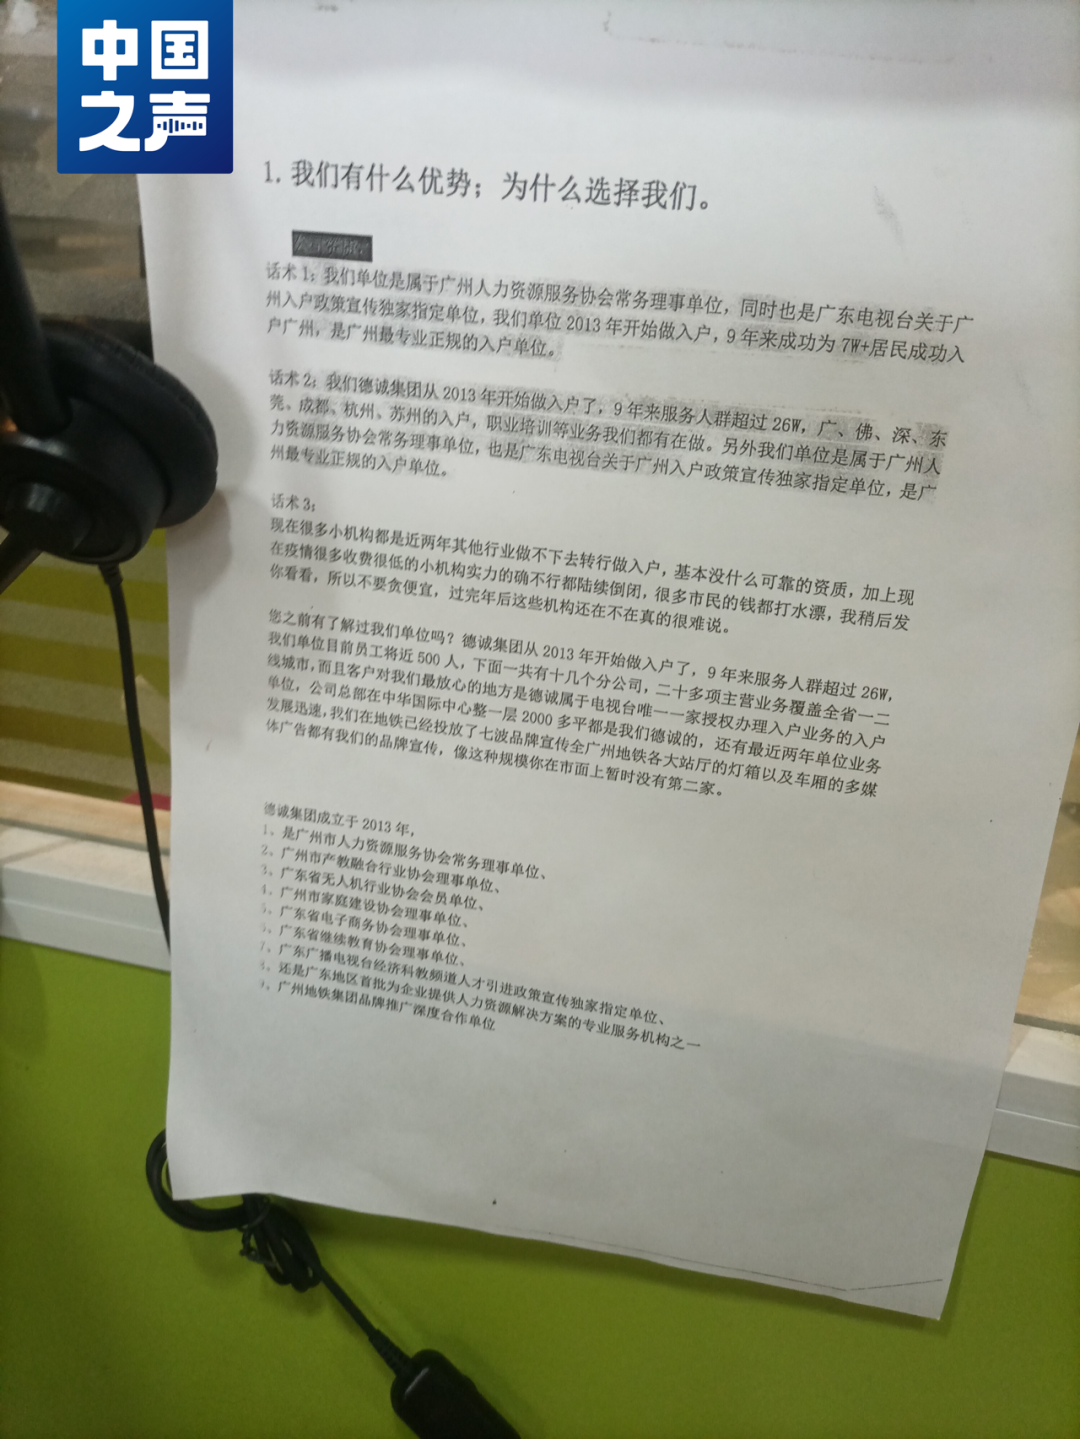 中国
之声
1. 我们有什么优势；为什么选择我们。
话术 1：我们单位是属于广州人力资源服务协会常务理事单位，同时也是广东电视台关于广
州入户政策宣传独家指定单位，我们单位 2013 年开始做入户，9 年来成功为 7W+居民成功入
户广州，是广州最专业正规的入户单位。
话术 2：我们德诚集团从 2013 年开始做入户了，9 年来服务人群超过 26W，广、佛、深、东
莞、成都、杭州、苏州的入户，职业培训等业务我们都有在做。另外我们单位是属于广州人
力资源服务协会常务理事单位，也是广东电视台关于广州入户政策宣传独家指定单位，是广
州最专业正规的入户单位。
话术 3：
现在很多小机构都是近两年其他行业做不下去转行做入户，基本没什么可靠的资质，加上现
在疫情很多收费很低的小机构实力的确不行都陆续倒闭，很多市民的钱都打水漂，我稍后发
你看看，所以不要贪便宜，过完年后这些机构还在不在真的很难说。
您之前有了解过我们单位吗？德诚集团从 2013 年开始做入户了，9 年来服务人群超过 26W，
我们单位目前员工将近 500 人，下面一共有十几个分公司，二十多项主营业务覆盖全省一二
线城市，而且客户对我们最放心的地方是德诚属于电视台唯一一家授权办理入户业务的入户
单位，公司总部在中华国际中心整一层 2000 多平都是我们德诚的，还有最近两年单位业务
发展迅速，我们在地铁已经投放了七波品牌宣传全广州地铁各大站厅的灯箱以及车厢的多媒
体广告都有我们的品牌宣传，像这种规模你在市面上暂时没有第二家。
德诚集团成立于 2013 年，
1、是广州市人力资源服务协会常务理事单位、
2、广州市产教融合行业协会理事单位、
3、广东省无人机行业协会会员单位、
4、广州市家庭建设协会理事单位、
5、广东省电子商务协会理事单位、
6、广东省继续教育协会理事单位、
7、广东广播电视台经济科教频道人才引进政策宣传独家指定单位、
8、还是广东地区首批为企业提供人力资源解决方案的专业服务机构之一
9、广州地铁集团品牌推广深度合作单位